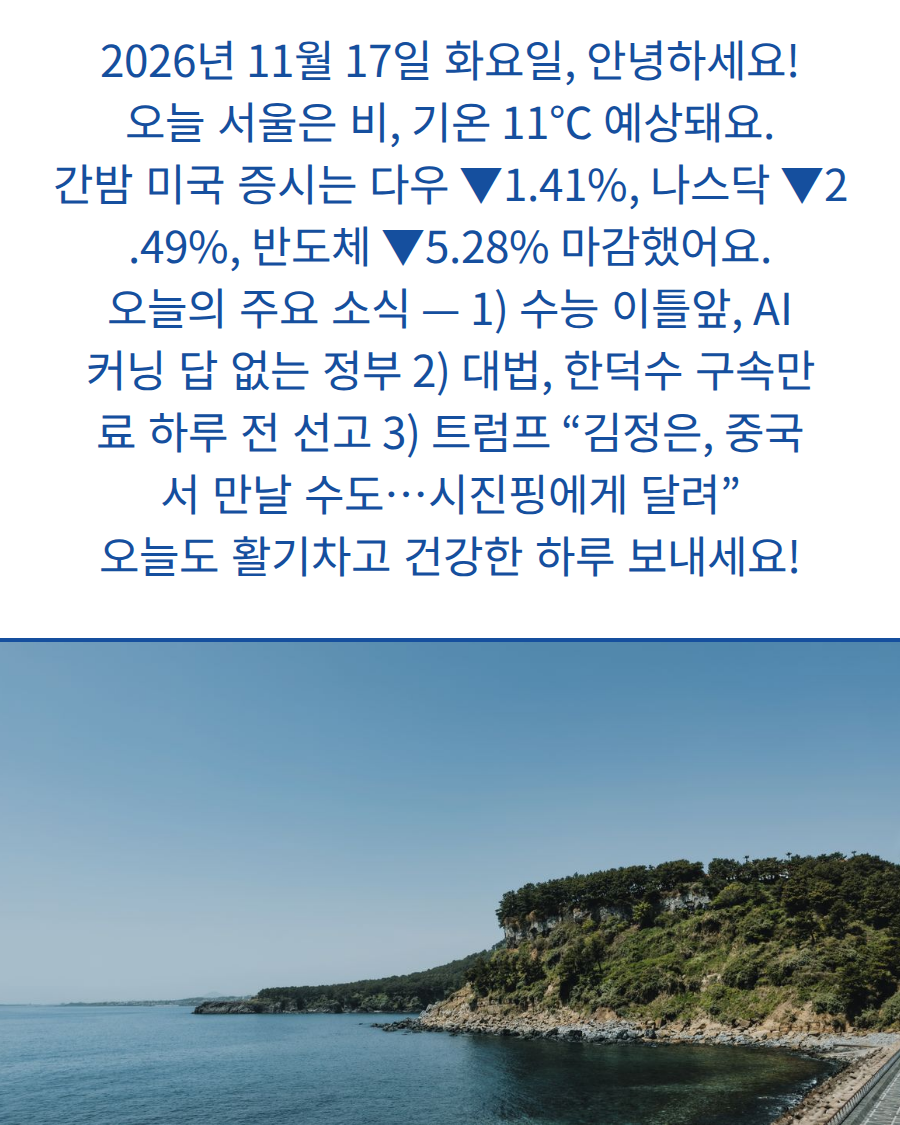 2026년 11월 17일 화요일, 안녕하세요!
오늘 서울은 비, 기온 11°C 예상돼요.
간밤 미국 증시는 다우 ▼1.41%, 나스닥 ▼2
.49%, 반도체 ▼5.28% 마감했어요.
오늘의 주요 소식 — 1) 수능 이틀앞, AI
커닝 답 없는 정부 2) 대법, 한덕수 구속만
료 하루 전 선고 3) 트럼프 “김정은, 중국
서 만날 수도…시진핑에게 달려”
오늘도 활기차고 건강한 하루 보내세요!